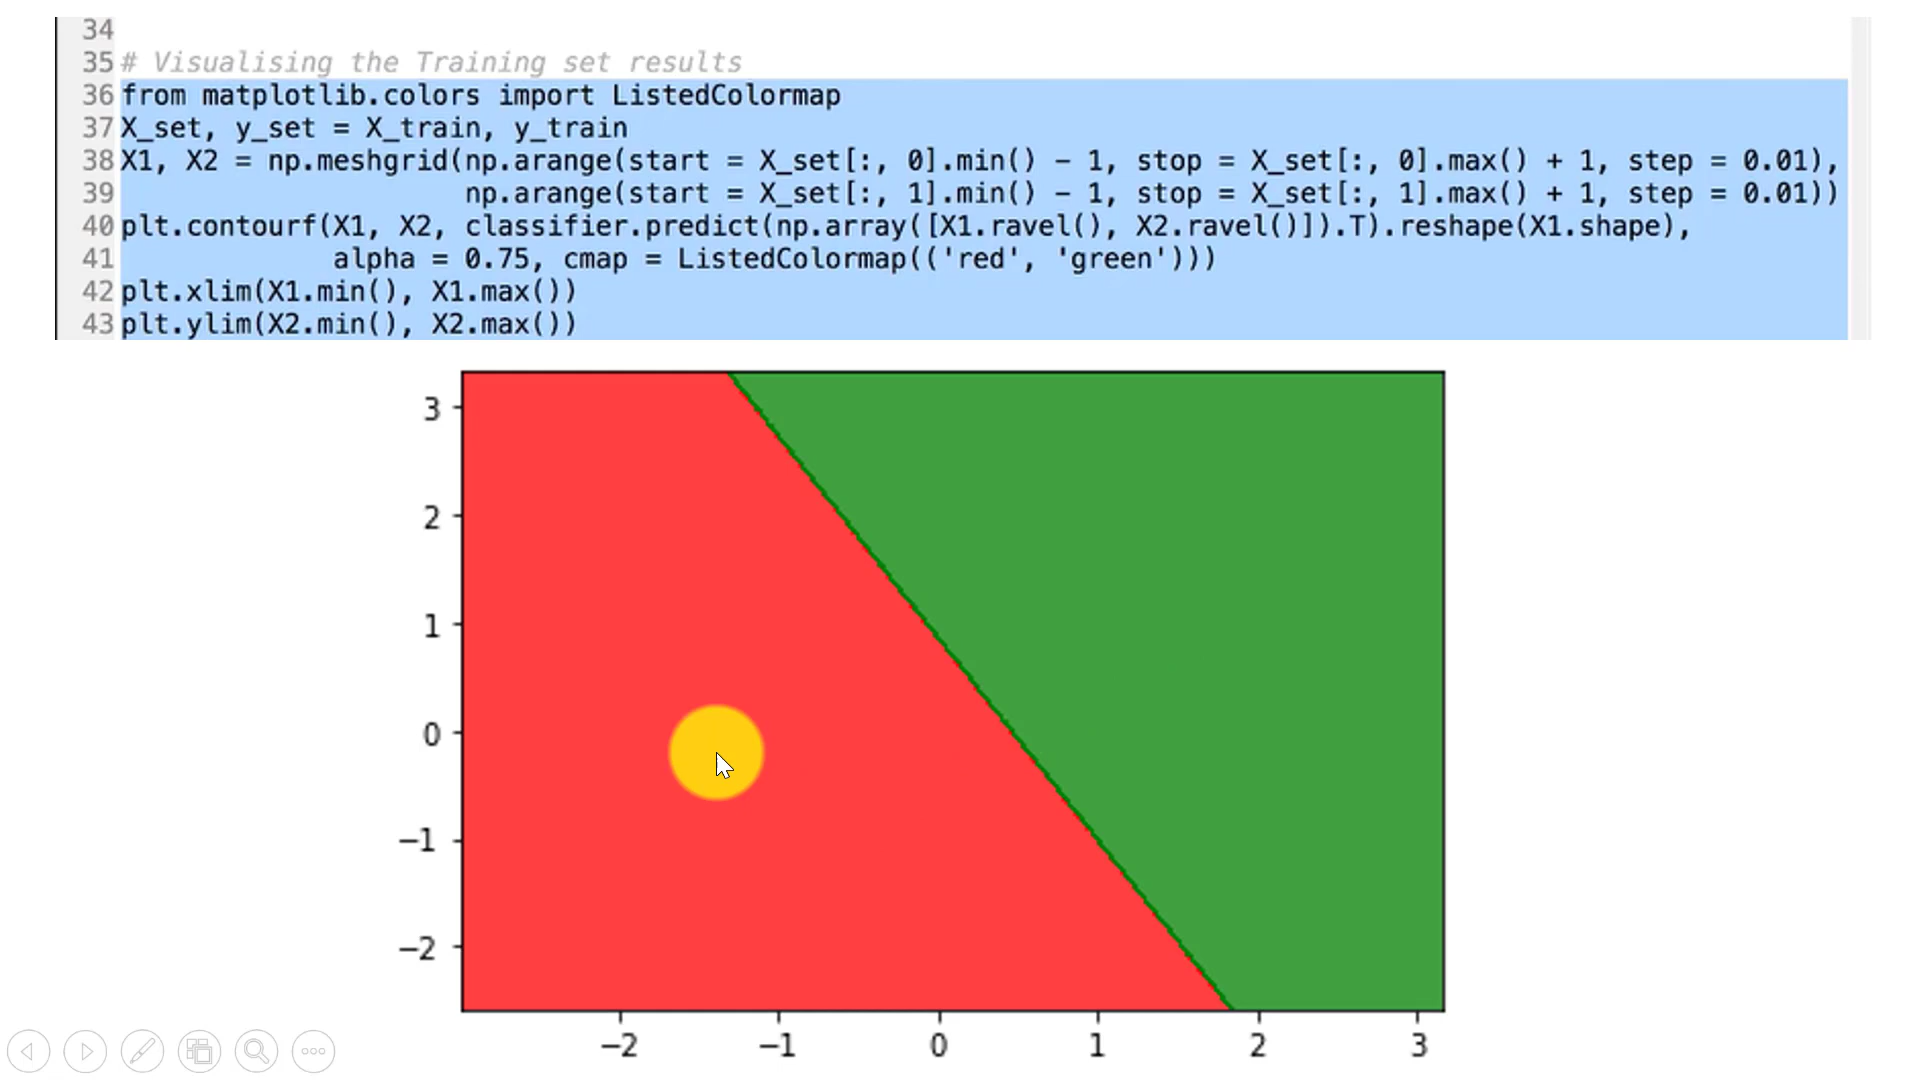 34
35 # Visualising the Training set results
36 from matplotlib.colors import ListedColormap
37 X_set, y_set = X_train, y_train
38 X1, X2 = np.meshgrid(np.arange(start = X_set[:, 0].min() - 1, stop = X_set[:, 0].max() + 1, step = 0.01),
39                      np.arange(start = X_set[:, 1].min() - 1, stop = X_set[:, 1].max() + 1, step = 0.01))
40 plt.contourf(X1, X2, classifier.predict(np.array([X1.ravel(), X2.ravel()]).T).reshape(X1.shape),
41              alpha = 0.75, cmap = ListedColormap(('red', 'green')))
42 plt.xlim(X1.min(), X1.max())
43 plt.ylim(X2.min(), X2.max())
3
2
1
0
−1
−2
−2 −1 0 1 2 3